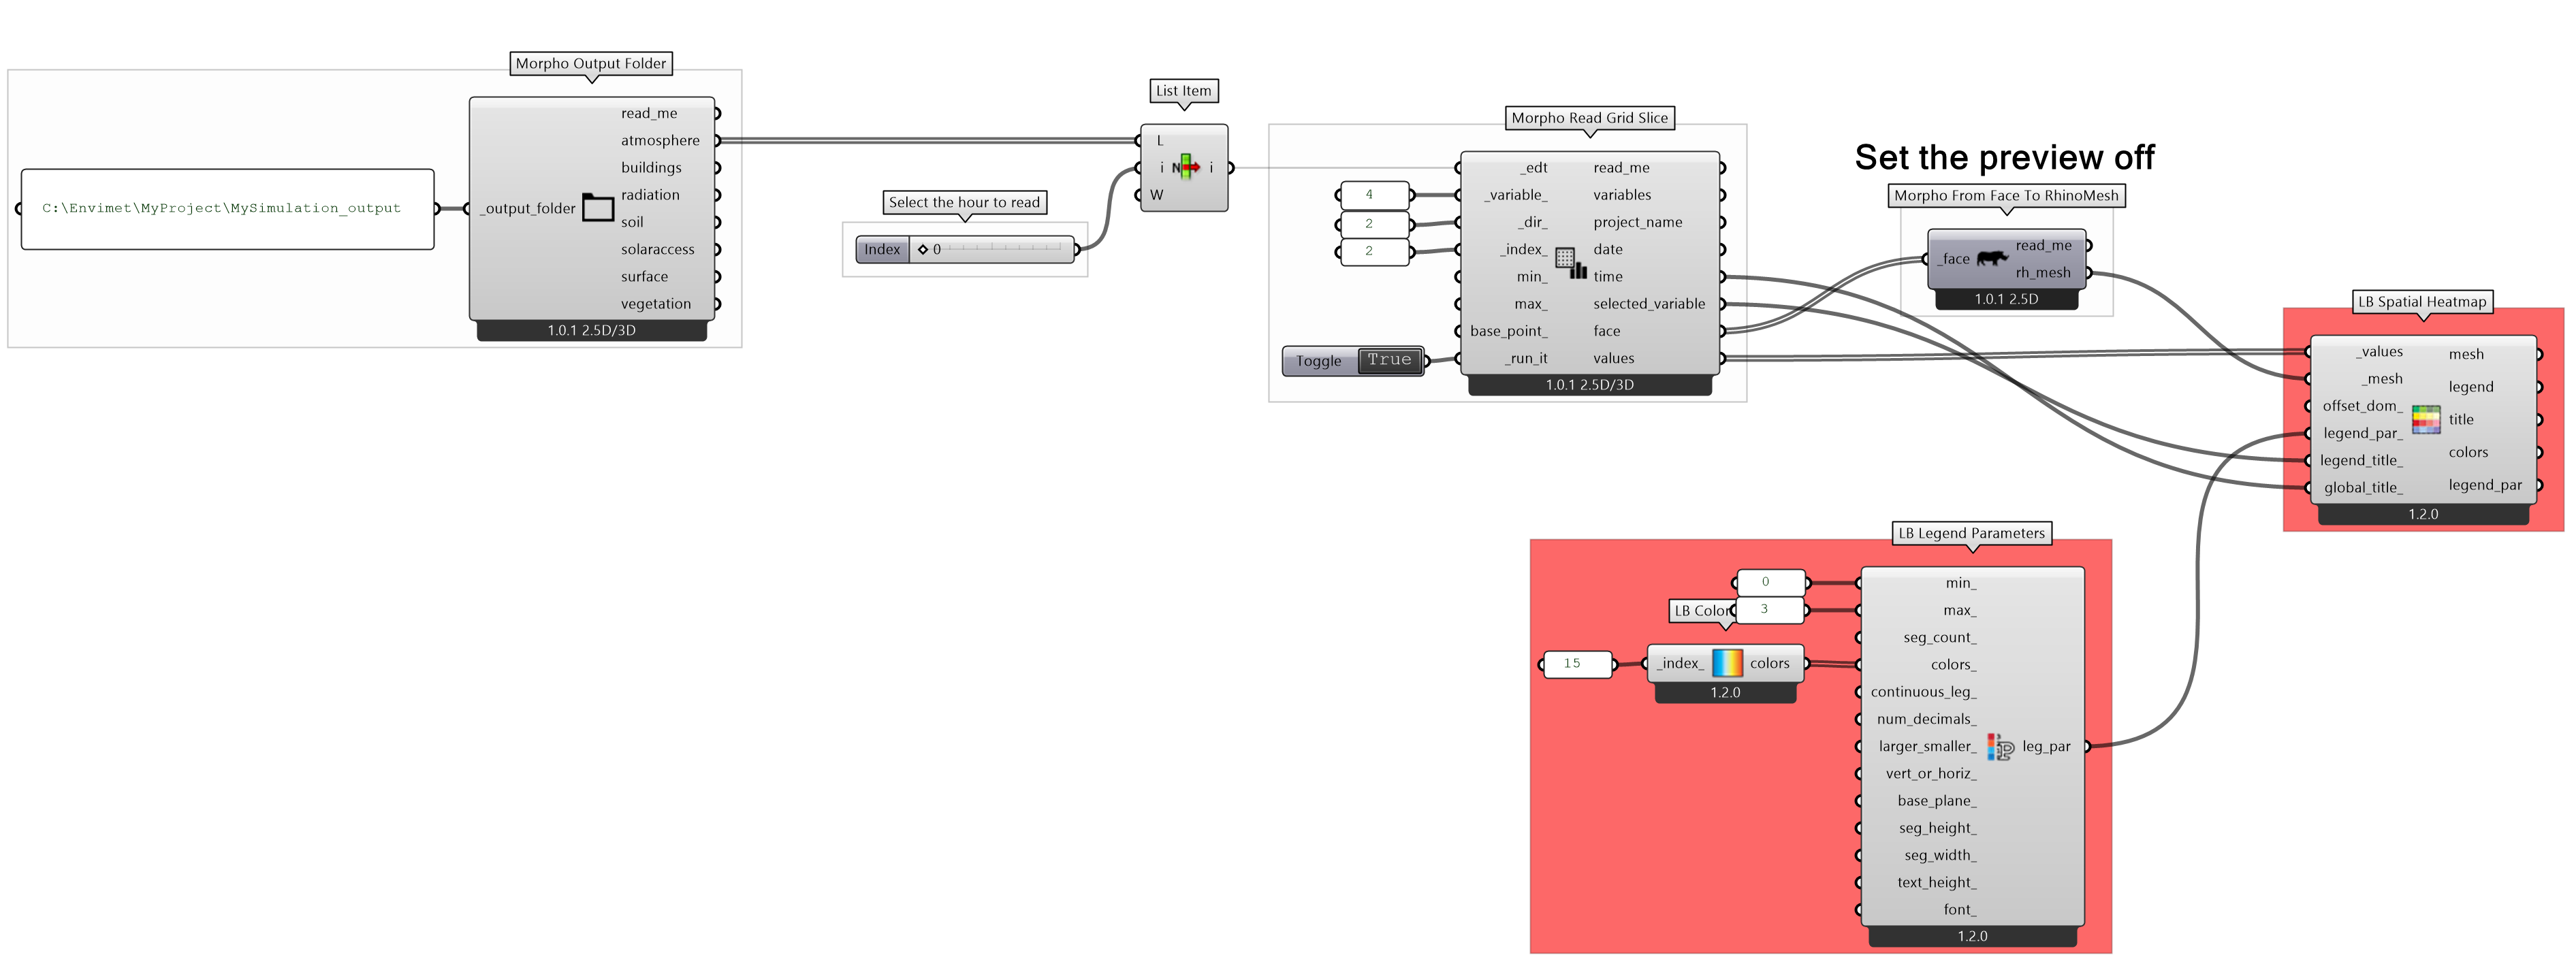 Morpho Output Folder
C:\Envimet\MyProject\MySimulation_output
_output_folder
read_me
atmosphere
buildings
radiation
soil
solaraccess
surface
vegetation
1.0.1 2.5D/3D
List Item
L
i
W
N
i
Select the hour to read
Index
0
Morpho Read Grid Slice
4
2
2
Toggle
True
_edt
_variable_
_dir_
_index_
min_
max_
base_point_
_run_it
read_me
variables
project_name
date
time
selected_variable
face
values
1.0.1 2.5D/3D
Set the preview off
Morpho From Face To RhinoMesh
_face
read_me
rh_mesh
1.0.1 2.5D
LB Spatial Heatmap
_values
_mesh
offset_dom_
legend_par_
legend_title_
global_title_
mesh
legend
title
colors
legend_par
1.2.0
LB Legend Parameters
0
3
LB Color
15
_index_
colors
1.2.0
min_
max_
seg_count_
colors_
continuous_leg_
num_decimals_
larger_smaller_
vert_or_horiz_
base_plane_
seg_height_
seg_width_
text_height_
font_
leg_par
1.2.0